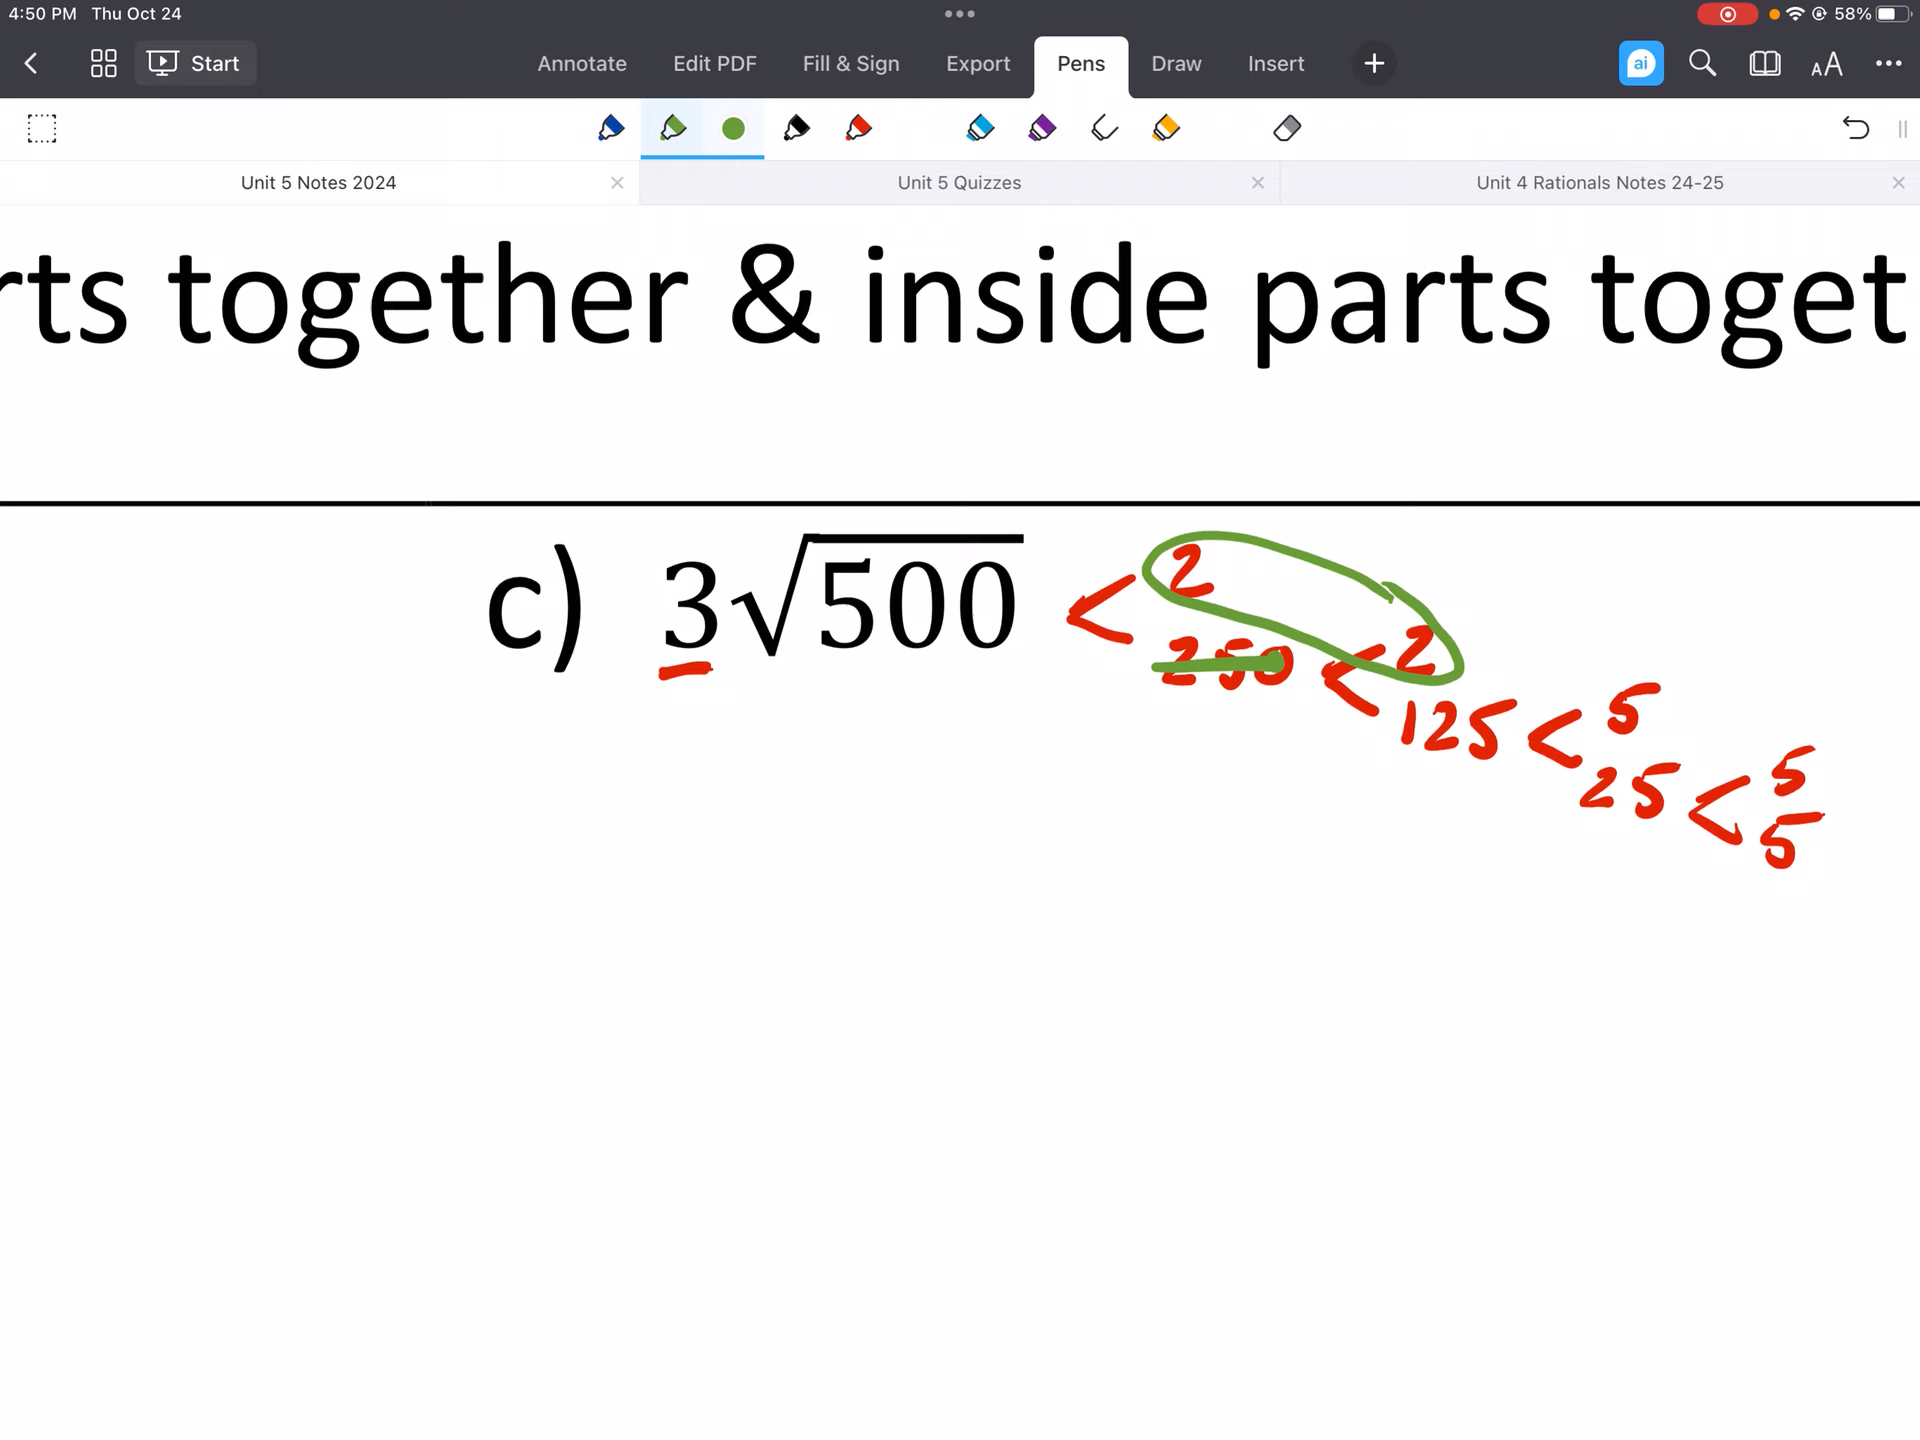 4:50 PM Thu Oct 24
58%
Start
Annotate
Edit PDF
Fill & Sign
Export
Pens
Draw
Insert
ai
AA
Unit 5 Notes 2024
Unit 5 Quizzes
Unit 4 Rationals Notes 24-25
rts together & inside parts toget
c) 3√500 < 2
250 < 2
125 < 5
25 < 5
5